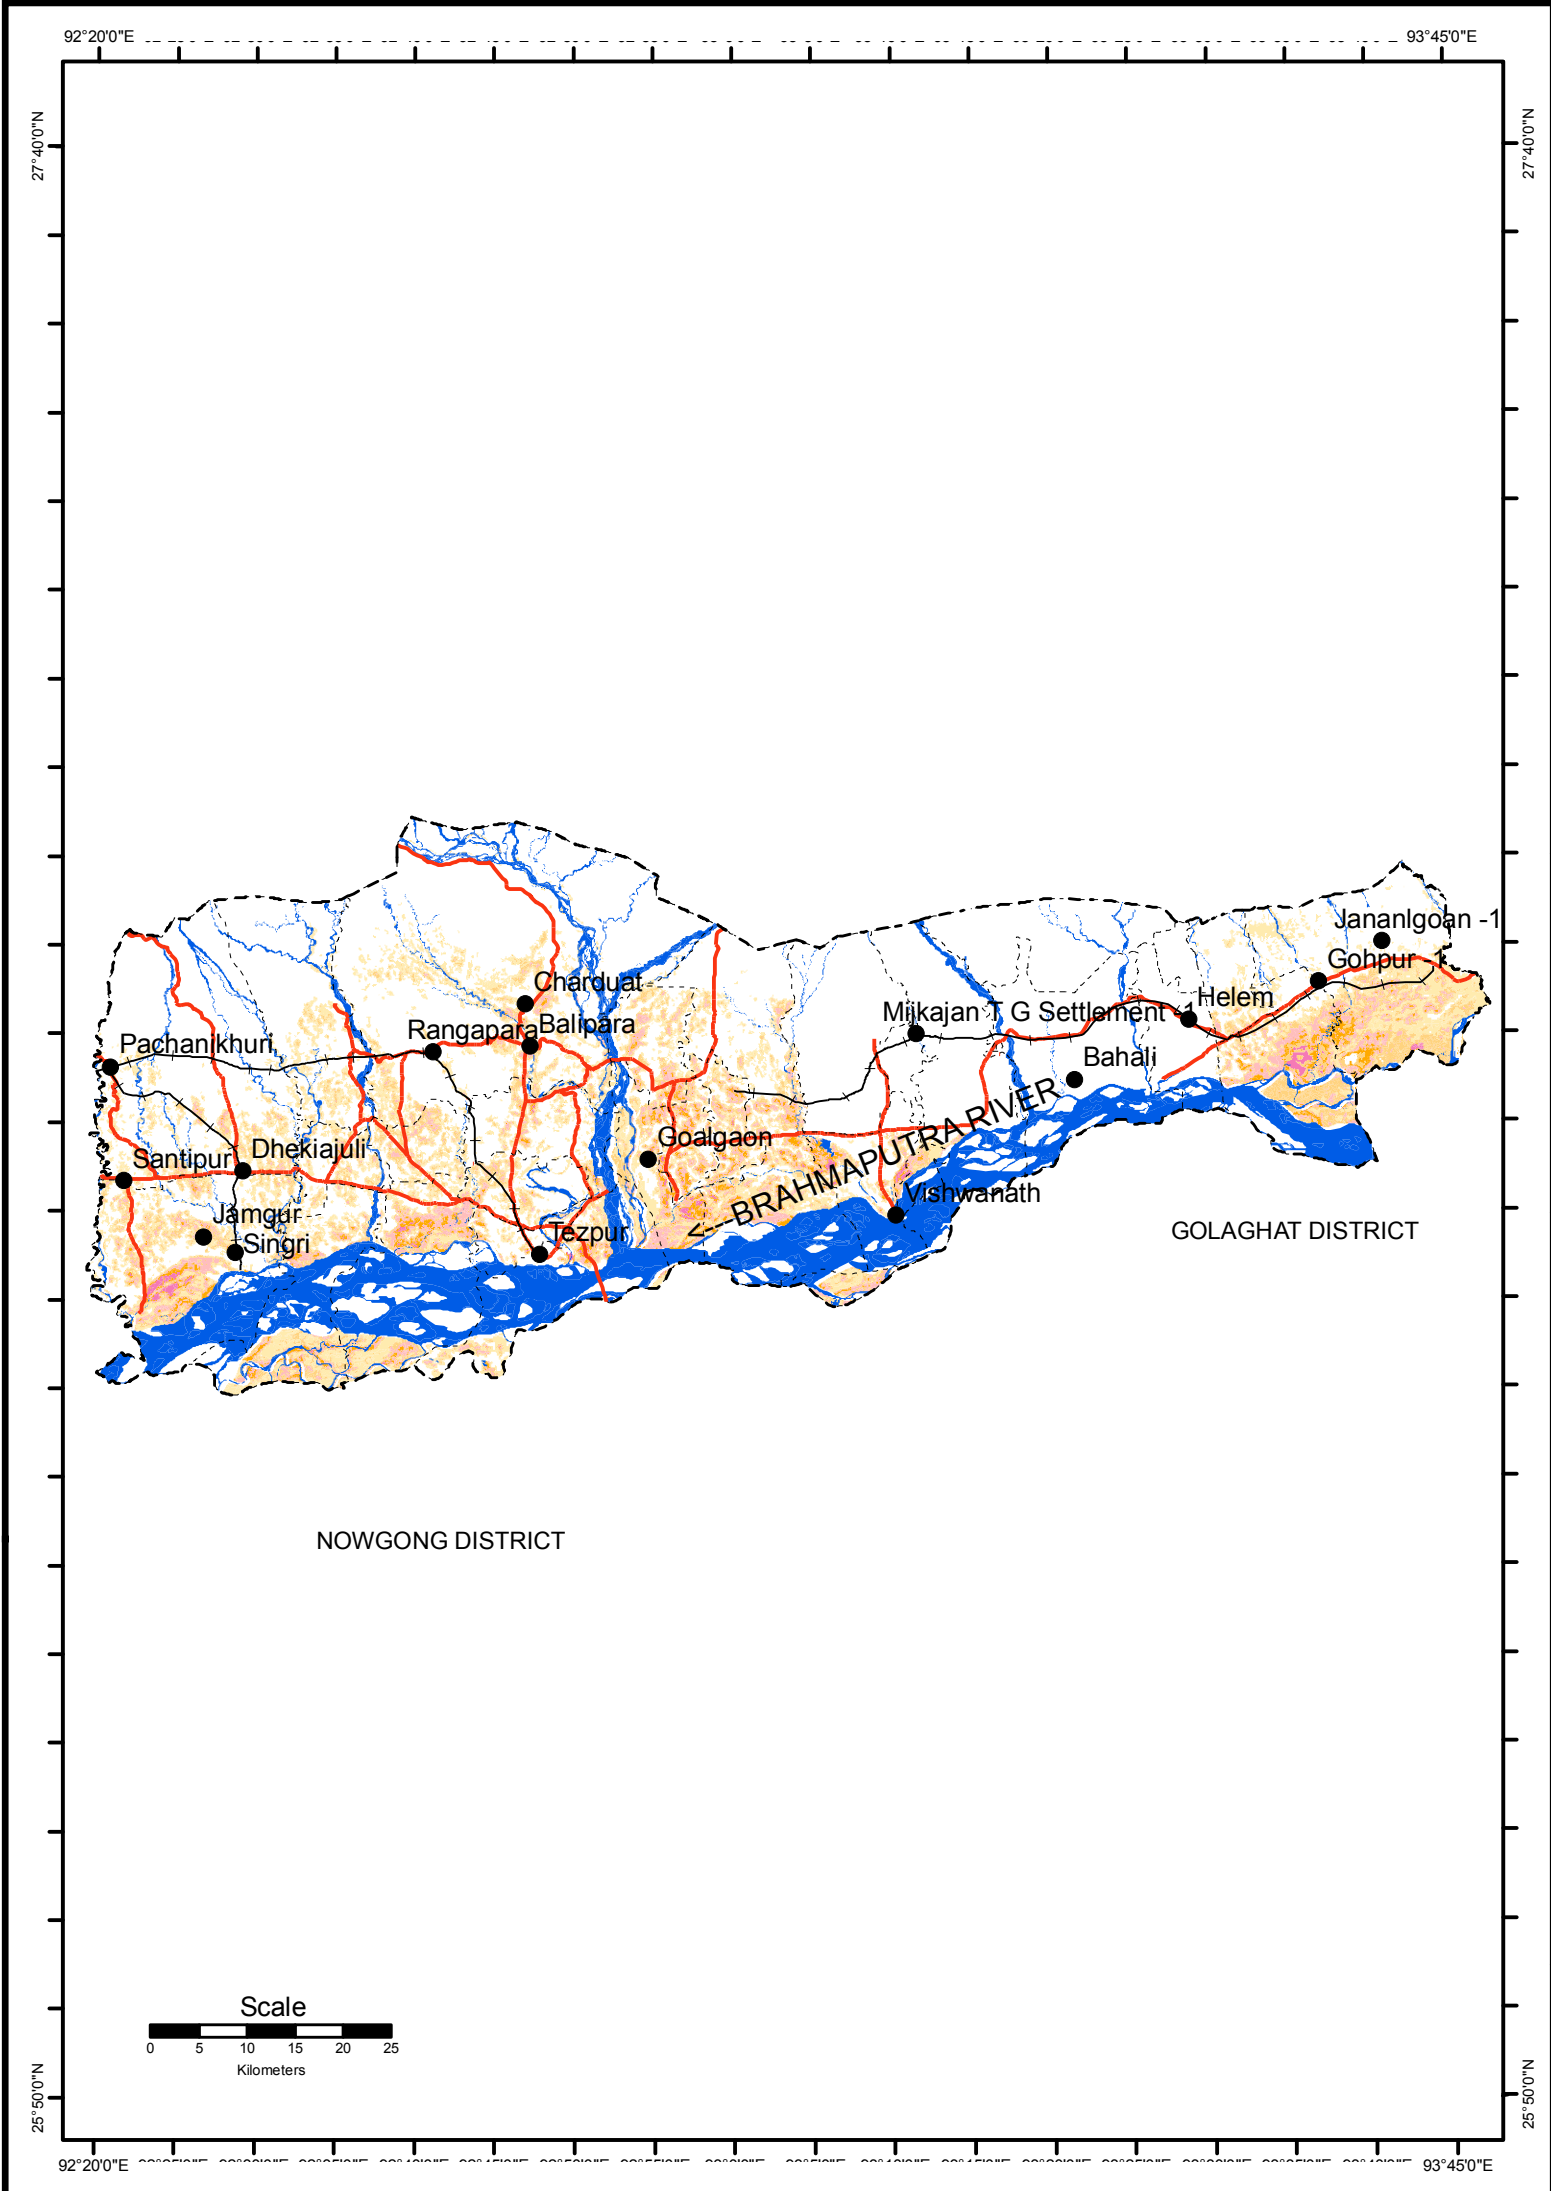 92°20'0"E
93°45'0"E
27°40'0"N
27°40'0"N
Jananlgoan -1
Gohpur -1
Charduat
Helem
Mijkajan T G Settlement -1
Balipara
Rangapara
Pachanikhuri
Bahali
Goalgaon
Dhekiajuli
Santipur
<---BRAHMAPUTRA RIVER
Vishwanath
Jamgur
GOLAGHAT DISTRICT
Tezpur
Singri
NOWGONG DISTRICT
Scale
0 5 10 15 20 25
Kilometers
25°50'0"N
25°50'0"N
92°20'0"E
93°45'0"E